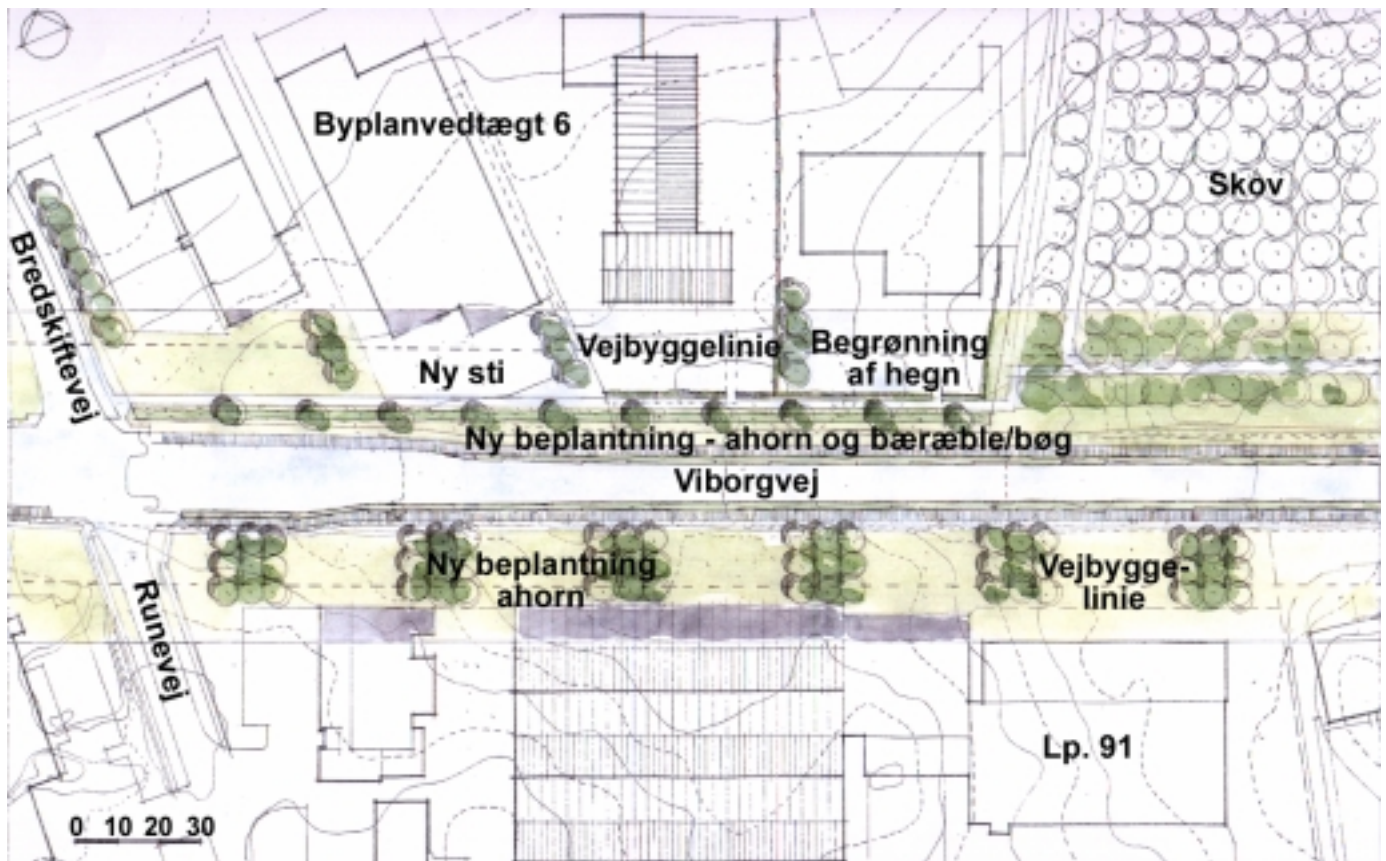 Byplanvedtægt 6
Skov
Bredskiftevej
Vejbyggelinie
Begrønning
af hegn
Ny sti
Ny beplantning - ahorn og bæræble/bøg
Viborgvej
Ny beplantning
ahorn
Vejbygge-
linie
Runevej
Lp. 91
0 10 20 30